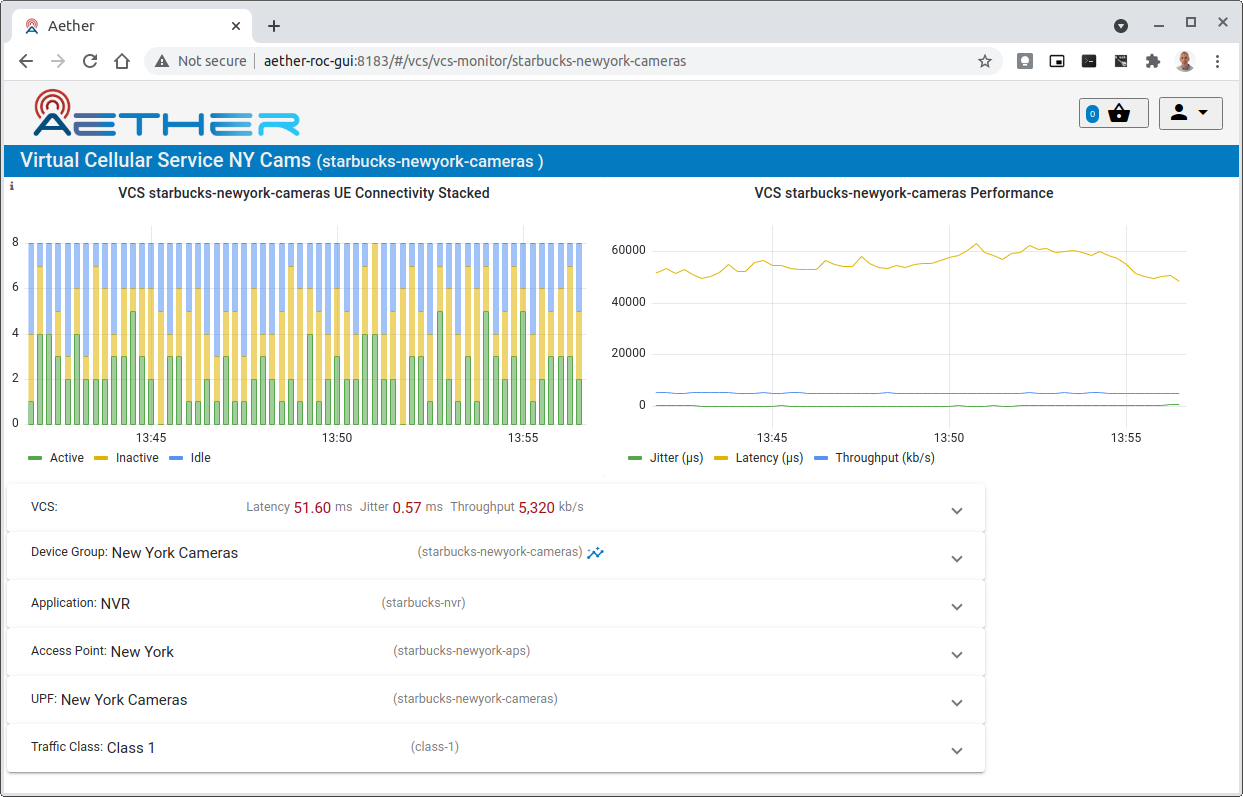 Aether
Not secure aether-roc-gui:8183/#/vcs/vcs-monitor/starbucks-newyork-cameras
AETHER
0
Virtual Cellular Service NY Cams (starbucks-newyork-cameras )
i
VCS starbucks-newyork-cameras UE Connectivity Stacked
8
6
4
2
0
13:45 13:50 13:55
Active Inactive Idle
VCS starbucks-newyork-cameras Performance
60000
40000
20000
0
13:45 13:50 13:55
Jitter (µs) Latency (µs) Throughput (kb/s)
VCS: Latency 51.60 ms Jitter 0.57 ms Throughput 5,320 kb/s
Device Group: New York Cameras (starbucks-newyork-cameras)
Application: NVR (starbucks-nvr)
Access Point: New York (starbucks-newyork-aps)
UPF: New York Cameras (starbucks-newyork-cameras)
Traffic Class: Class 1 (class-1)